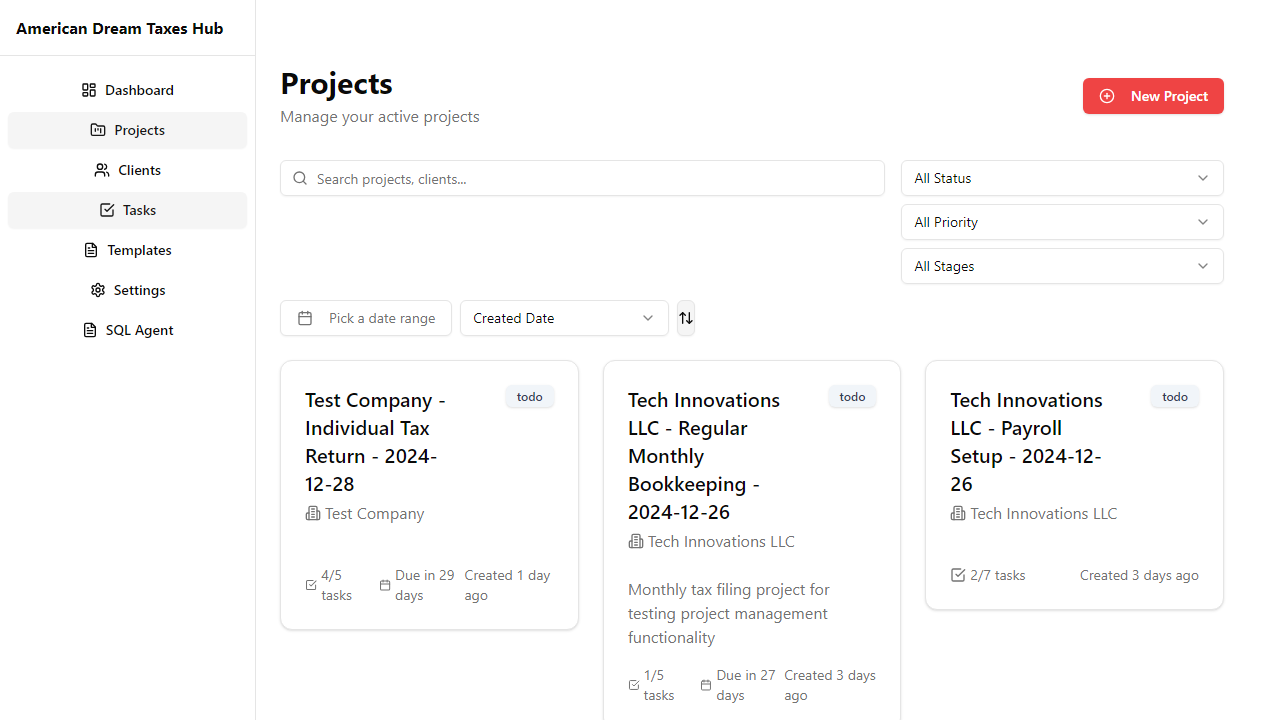 American Dream Taxes Hub
Dashboard
Projects
Clients
Tasks
Templates
Settings
SQL Agent
Projects
Manage your active projects
New Project
Search projects, clients...
All Status
All Priority
All Stages
Pick a date range
Created Date
Test Company -
Individual Tax
Return - 2024-
12-28
todo
Test Company
4/5
tasks
Due in 29
days
Created 1 day
ago
Tech Innovations
LLC - Regular
Monthly
Bookkeeping -
2024-12-26
todo
Tech Innovations LLC
Monthly tax filing project for
testing project management
functionality
1/5
tasks
Due in 27
days
Created 3 days
ago
Tech Innovations
LLC - Payroll
Setup - 2024-12-
26
todo
Tech Innovations LLC
2/7 tasks
Created 3 days ago